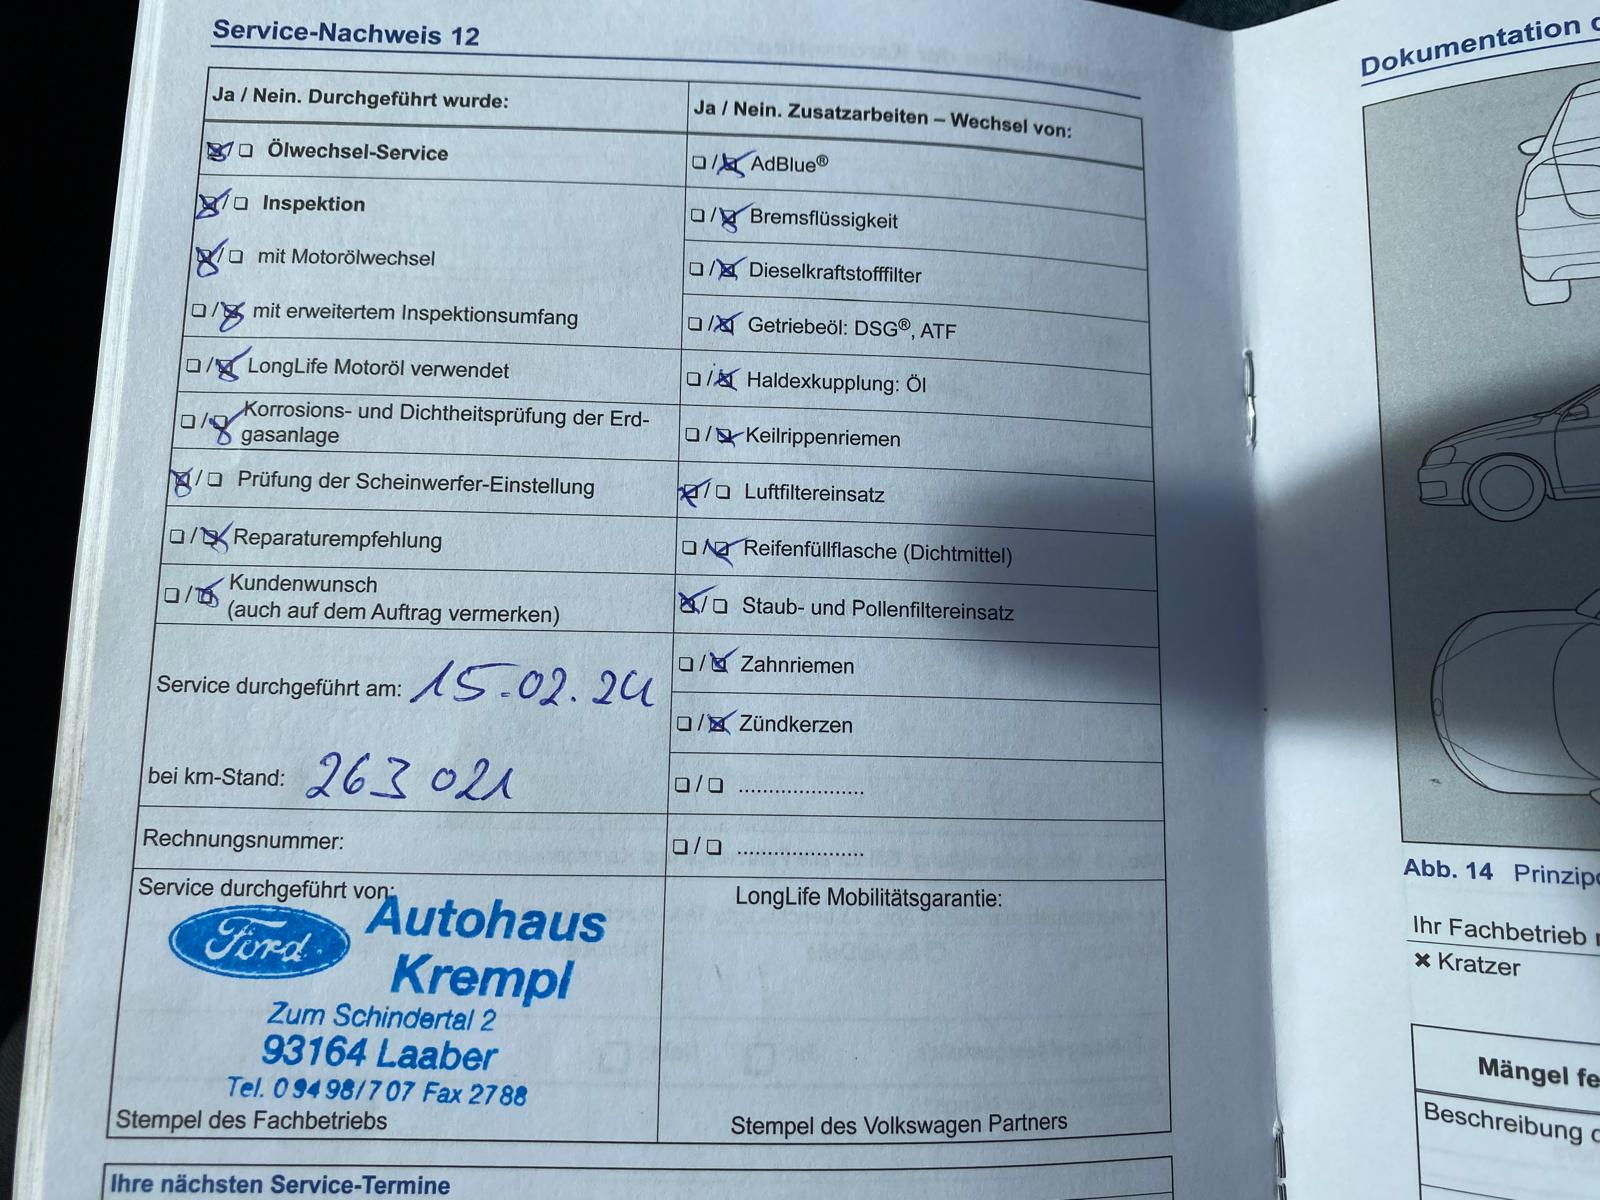 Service-Nachweis 12
Ja / Nein. Durchgeführt wurde:
Ölwechsel-Service
Inspektion
mit Motorölwechsel
mit erweitertem Inspektionsumfang
LongLife Motoröl verwendet
Korrosions- und Dichtheitsprüfung der Erd-
gasanlage
Prüfung der Scheinwerfer-Einstellung
Reparaturempfehlung
Kundenwunsch
(auch auf dem Auftrag vermerken)
Service durchgeführt am: 15.02.24
bei km-Stand: 263 021
Rechnungsnummer:
Service durchgeführt von:
Ford
Autohaus
Krempl
Zum Schindertal 2
93164 Laaber
Tel. 09498/707 Fax 2788
Stempel des Fachbetriebs
Ja / Nein. Zusatzarbeiten – Wechsel von:
AdBlue®
Bremsflüssigkeit
Dieselkraftstofffilter
Getriebeöl: DSG®, ATF
Haldexkupplung: Öl
Keilrippenriemen
Luftfiltereinsatz
Reifenfüllflasche (Dichtmittel)
Staub- und Pollenfiltereinsatz
Zahnriemen
Zündkerzen
LongLife Mobilitätsgarantie:
Stempel des Volkswagen Partners
Ihre nächsten Service-Termine
Dokumentation
Abb. 14
Ihr Fachbetrieb
Kratzer
Mängel
Beschreibung